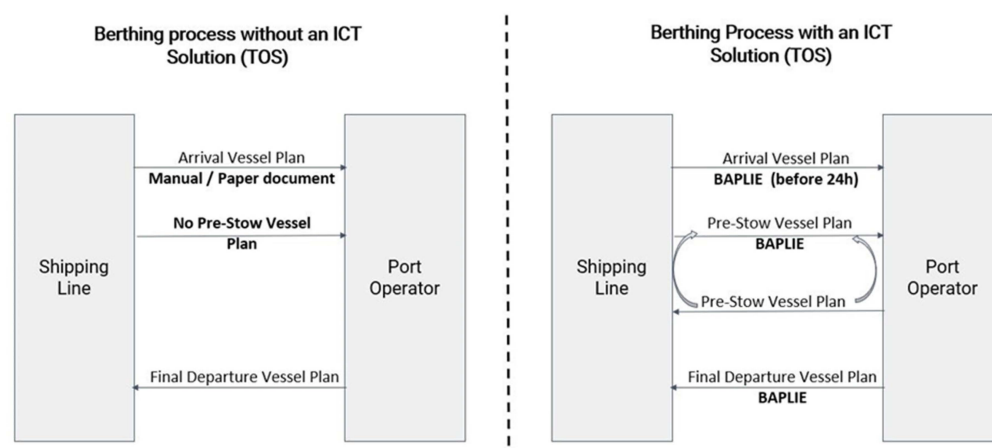 Berthing process without an ICT
Solution (TOS)
Shipping
Line
Arrival Vessel Plan
Manual / Paper document
No Pre-Stow Vessel
Plan
Final Departure Vessel Plan
Port
Operator
Berthing Process with an ICT
Solution (TOS)
Shipping
Line
Arrival Vessel Plan
BAPLIE (before 24h)
Pre-Stow Vessel Plan
BAPLIE
Pre-Stow Vessel Plan
Final Departure Vessel Plan
BAPLIE
Port
Operator